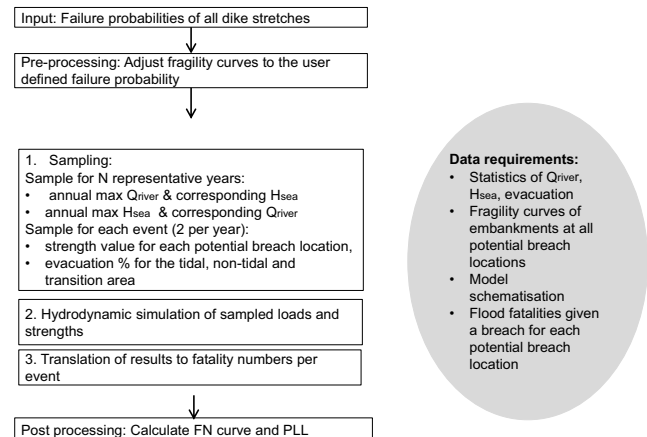 Input: Failure probabilities of all dike stretches
Pre-processing: Adjust fragility curves to the user
defined failure probability
1. Sampling:
Sample for N representative years:
• annual max Qriver & corresponding Hsea
• annual max Hsea & corresponding Qriver
Sample for each event (2 per year):
• strength value for each potential breach location,
• evacuation % for the tidal, non-tidal and
transition area
2. Hydrodynamic simulation of sampled loads and
strengths
3. Translation of results to fatality numbers per
event
Post processing: Calculate FN curve and PLL
Data requirements:
• Statistics of Qriver,
Hsea, evacuation
• Fragility curves of
embankments at all
potential breach
locations
• Model
schematisation
• Flood fatalities given
a breach for each
potential breach
location